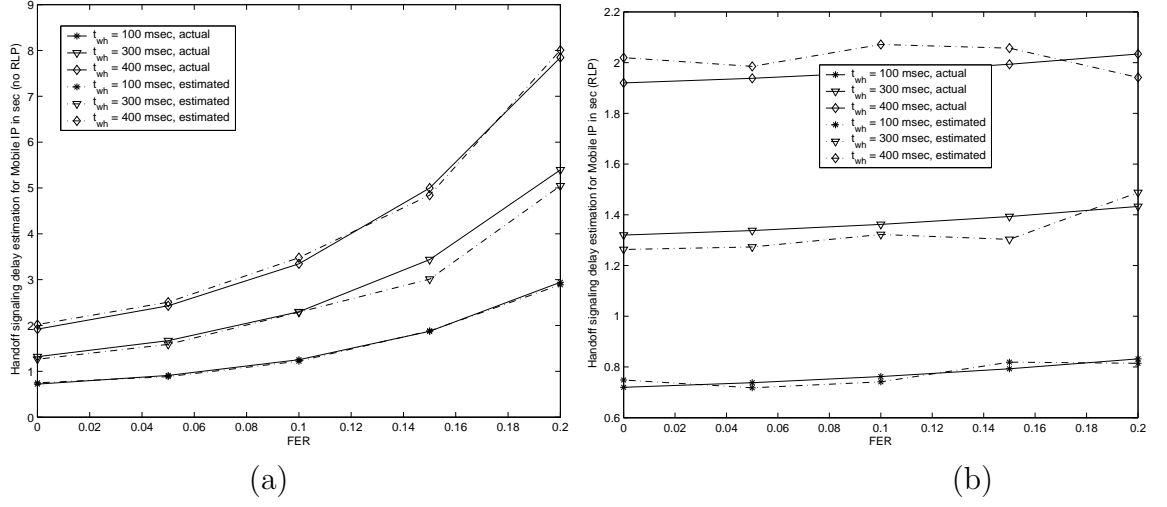 Handoff signaling delay estimation for Mobile IP in sec (no RLP)
9
8
7
6
5
4
3
2
1
0
t_wh = 100 msec, actual
t_wh = 300 msec, actual
t_wh = 400 msec, actual
t_wh = 100 msec, estimated
t_wh = 300 msec, estimated
t_wh = 400 msec, estimated
0 0.02 0.04 0.06 0.08 0.1 0.12 0.14 0.16 0.18 0.2
FER
(a)
Handoff signaling delay estimation for Mobile IP in sec (RLP)
2.2
2
1.8
1.6
1.4
1.2
1
0.8
0.6
t_wh = 100 msec, actual
t_wh = 300 msec, actual
t_wh = 400 msec, actual
t_wh = 100 msec, estimated
t_wh = 300 msec, estimated
t_wh = 400 msec, estimated
0 0.02 0.04 0.06 0.08 0.1 0.12 0.14 0.16 0.18 0.2
FER
(b)